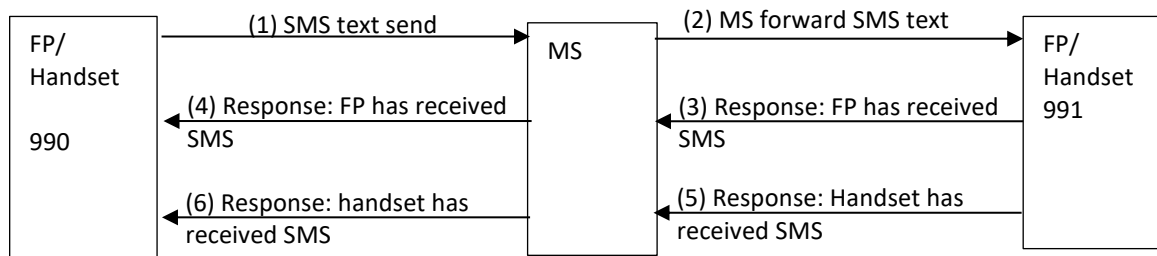 (1) SMS text send
(2) MS forward SMS text
FP/
Handset
990
MS
FP/
Handset
991
(4) Response: FP has received
SMS
(3) Response: FP has received
SMS
(6) Response: handset has
received SMS
(5) Response: Handset has
received SMS